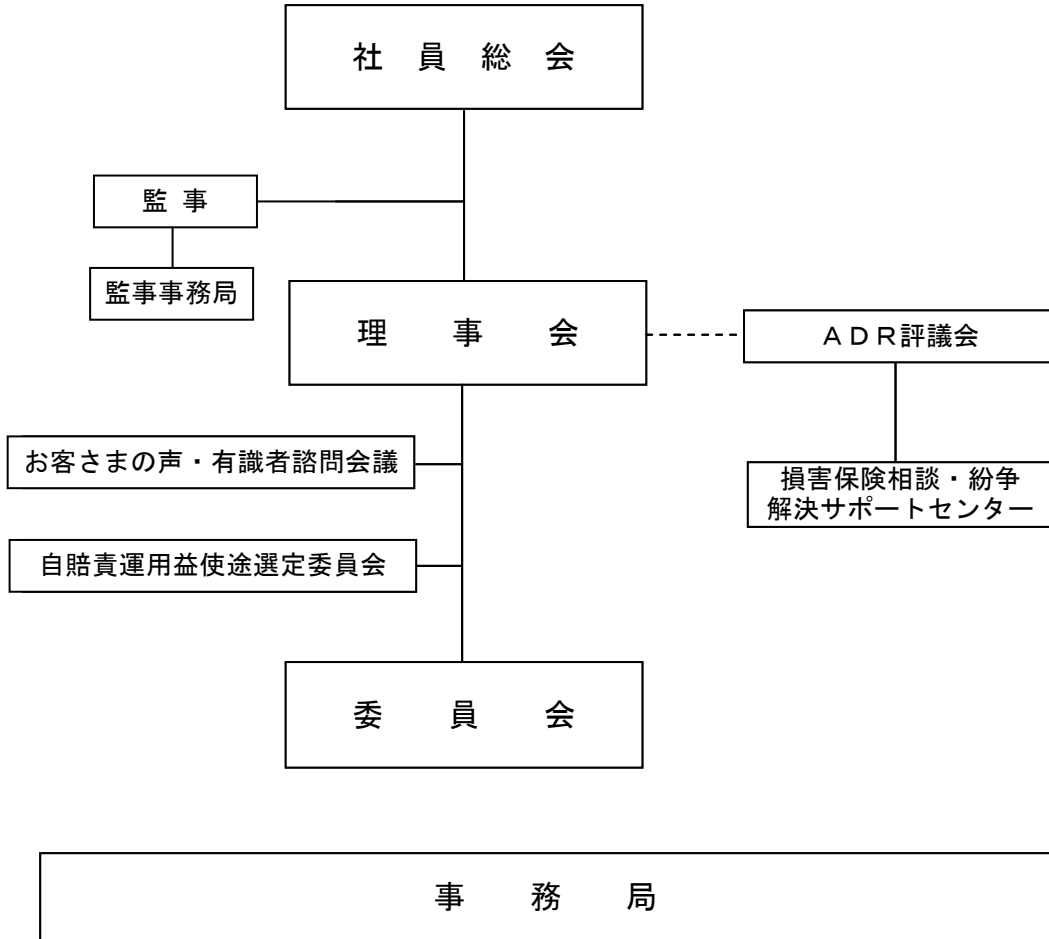 社員総会
監事
監事事務局
理事会
ADR評議会
お客さまの声・有識者諮問会議
損害保険相談・紛争
解決サポートセンター
自賠責運用益使途選定委員会
委員会
事務局